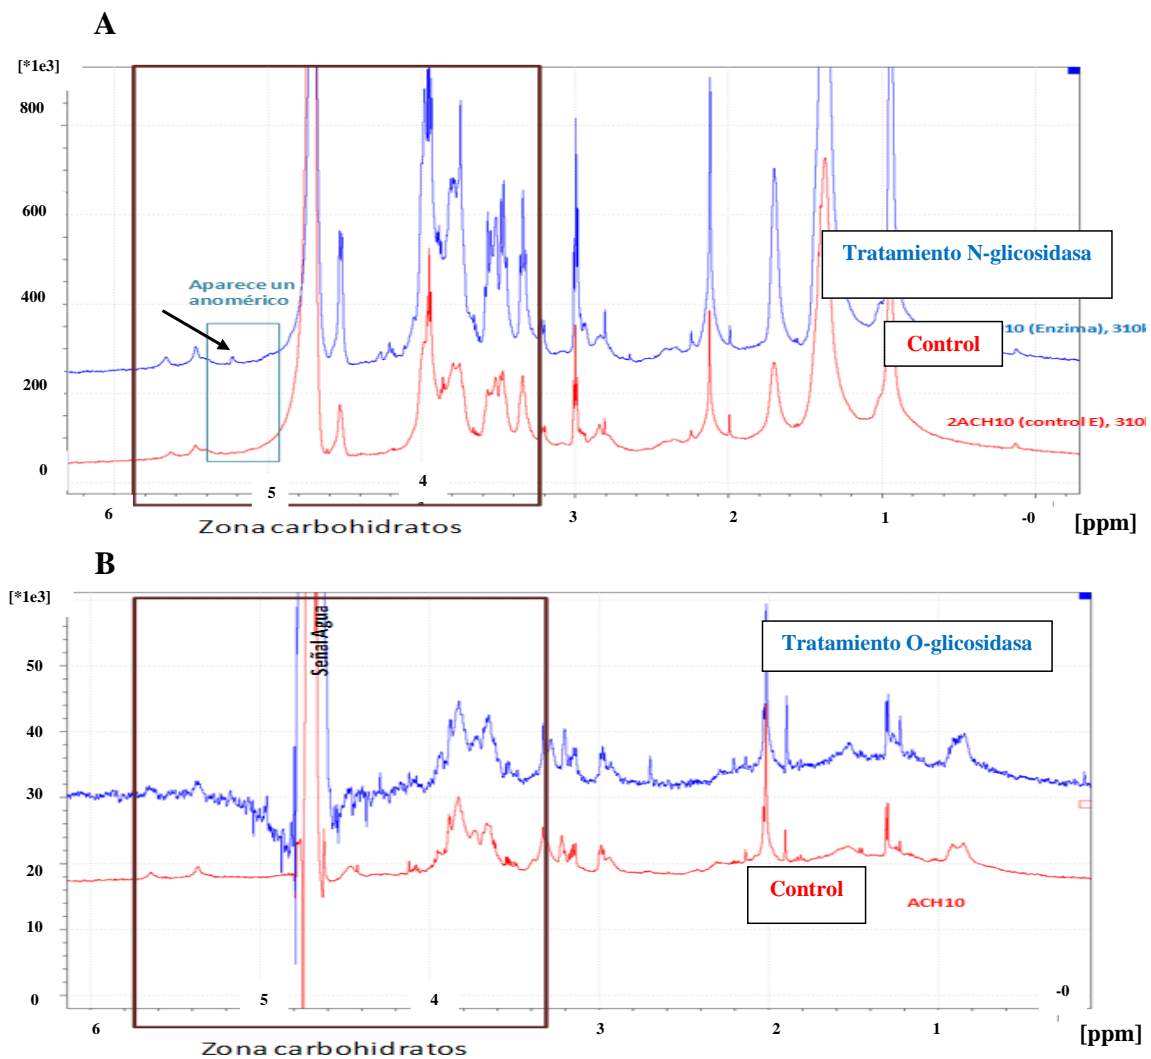 A
[*1e3]
800
600
Tratamiento N-glicosidasa
Aparece un
anomérico
400
10 (Enzima), 310
Control
200
2ACH10 (control E), 310
0
5
4
6
3
2
1
-0
[ppm]
Zona carbohidratos
B
[*1e3]
Señal Agua
Tratamiento O-glicosidasa
50
40
30
20
Control
ACH10
10
0
5
4
-0
6
3
2
1
[ppm]
Zona carbohidratos